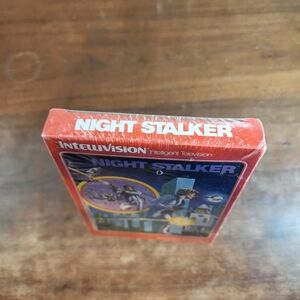 NIGHT STALKER
INTELLIVISION Intelligent Television
NIGHT STALKER